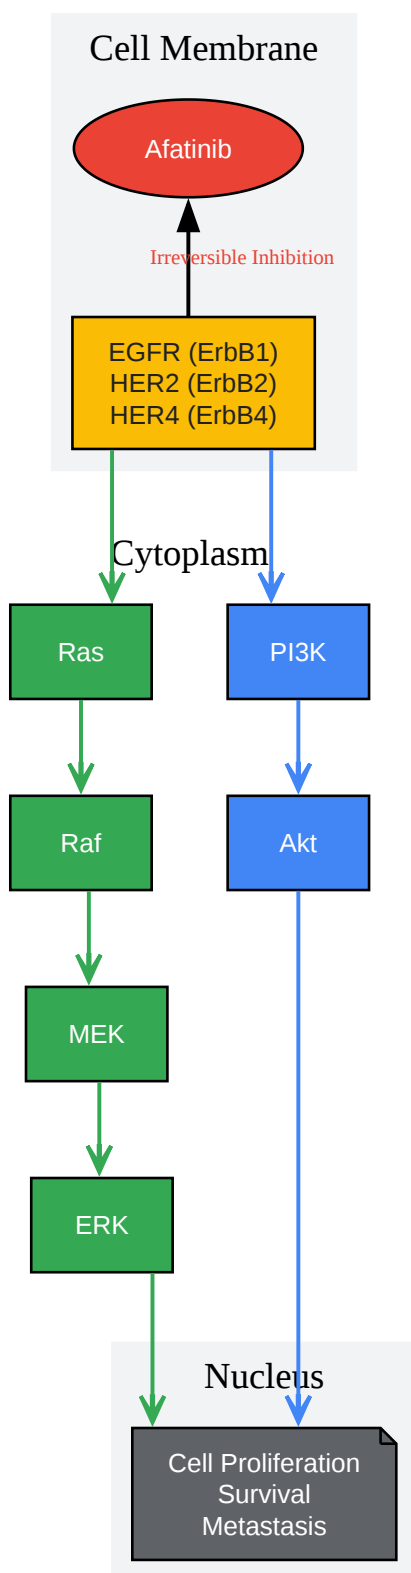 Cell Membrane
Afatinib
Irreversible Inhibition
EGFR (ErbB1)
HER2 (ErbB2)
HER4 (ErbB4)
Cytoplasm
Ras
PI3K
Raf
Akt
MEK
ERK
Nucleus
Cell Proliferation
Survival
Metastasis